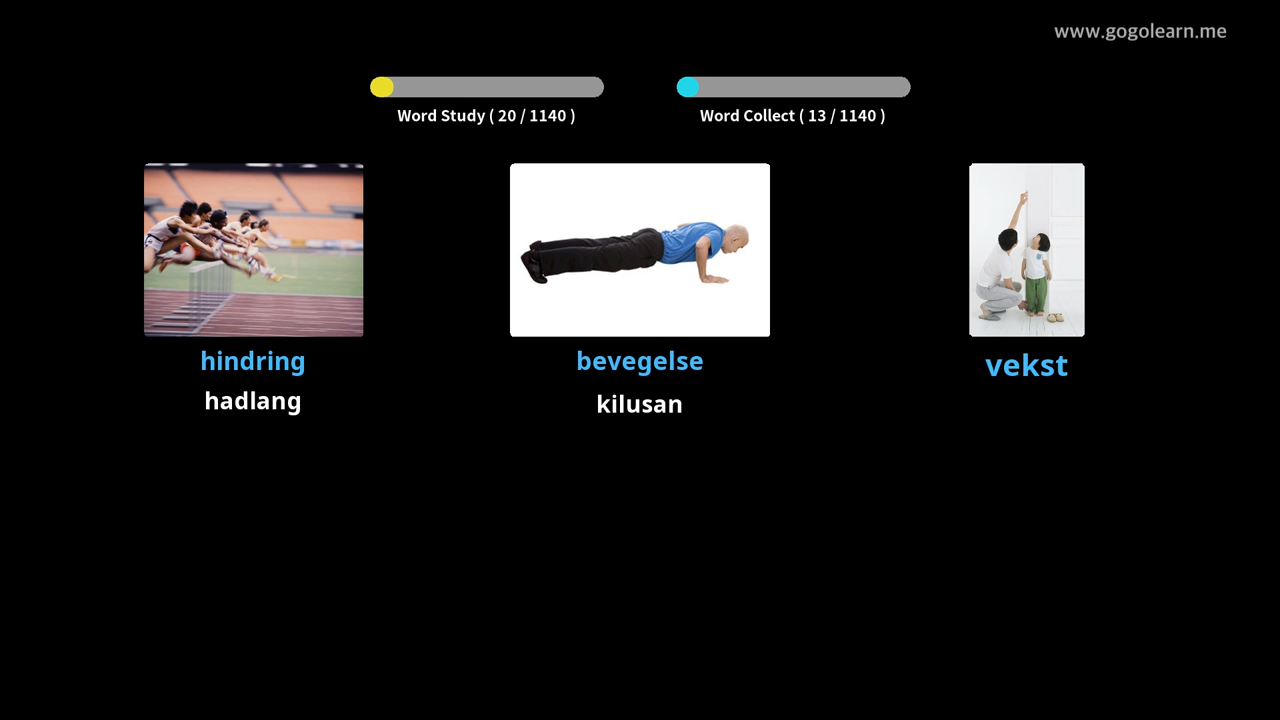 www.gogolearn.me
Word Study ( 20 / 1140 )
Word Collect ( 13 / 1140 )
hindring
bevegelse
vekst
hadlang
kilusan